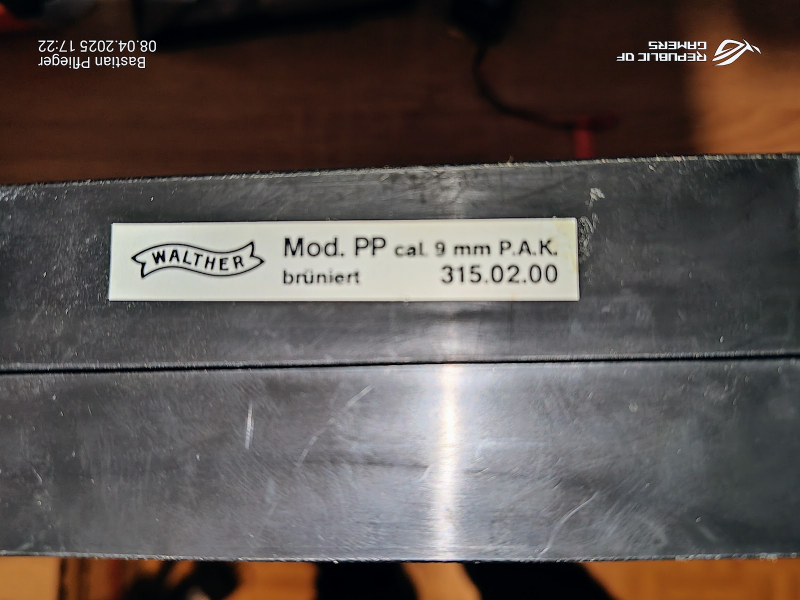 Bastian Pflieger
08.04.2025 17:22
REPUBLIC OF
GAMERS
WALTHER
Mod. PP cal. 9 mm P.A.K.
brüniert 315.02.00